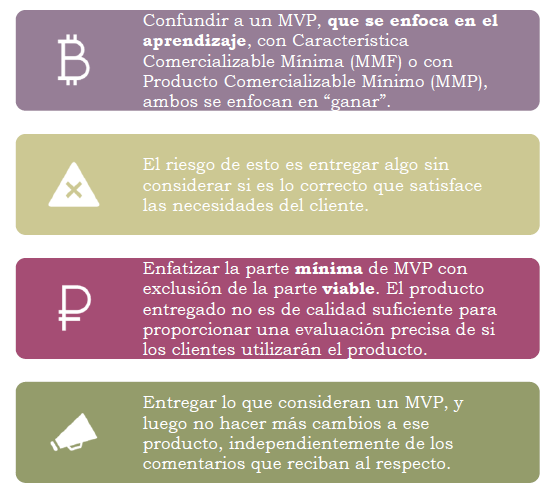 Confundir a un MVP, que se enfoca en el
aprendizaje, con Característica
Comercializable Mínima (MMF) o con
Producto Comercializable Mínimo (MMP),
ambos se enfocan en “ganar”.
El riesgo de esto es entregar algo sin
considerar si es lo correcto que satisface
las necesidades del cliente.
Enfatizar la parte mínima de MVP con
exclusión de la parte viable. El producto
entregado no es de calidad suficiente para
proporcionar una evaluación precisa de si
los clientes utilizarán el producto.
Entregar lo que consideran un MVP, y
luego no hacer más cambios a ese
producto, independientemente de los
comentarios que reciban al respecto.